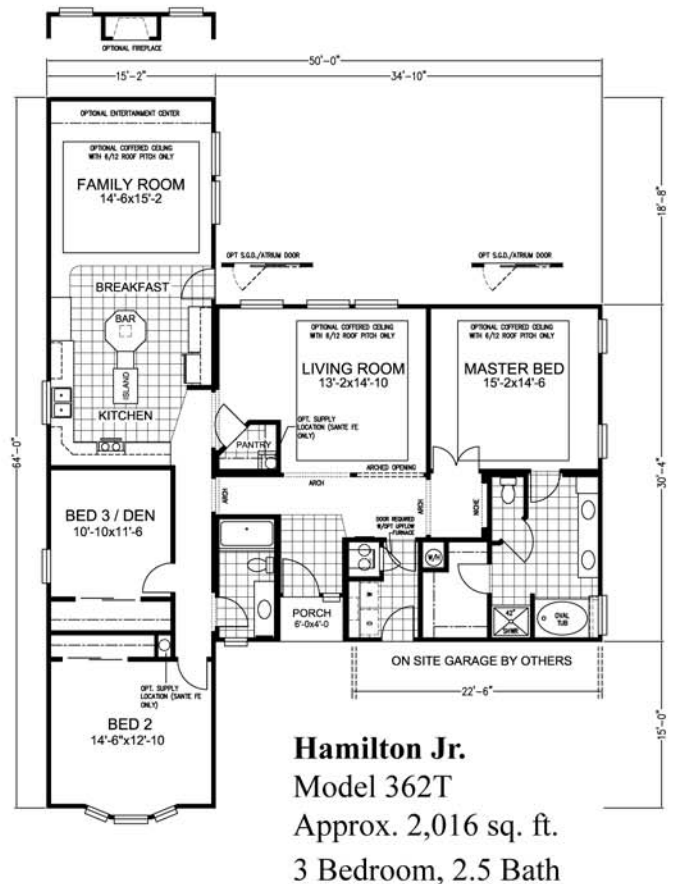 OPTIONAL FIREPLACE
50'-0"
15'-2"
34'-10"
OPTIONAL ENTERTAINMENT CENTER
OPTIONAL COFFERED CEILING
WITH 6/12 ROOF PITCH ONLY
FAMILY ROOM
14'-6x15'-2
18'-8"
OPT S.G.D./ATRIUM DOOR
OPT S.G.D./ATRIUM DOOR
BREAKFAST
BAR
ISLAND
KITCHEN
OPTIONAL COFFERED CEILING
WITH 6/12 ROOF PITCH ONLY
LIVING ROOM
13'-2x14'-10
OPTIONAL COFFERED CEILING
WITH 6/12 ROOF PITCH ONLY
MASTER BED
15'-2x14'-6
OPT. SUPPLY
LOCATION (SANTE FE
ONLY)
PANTRY
64'-0"
30'-4"
ARCHED OPENING
ARCH
ARCH
ARCH
NICHE
BED 3 / DEN
10'-10x11'-6
DOOR REQUIRED
W/OPT UPFLOW
FURNACE
W/H
W
D
PORCH
6'-0x4'-0
42"
SHWR
OVAL
TUB
ON SITE GARAGE BY OTHERS
22'-6"
OPT. SUPPLY
LOCATION (SANTE FE
ONLY)
BED 2
14'-6"x12'-10
15'-0"
Hamilton Jr.
Model 362T
Approx. 2,016 sq. ft.
3 Bedroom, 2.5 Bath